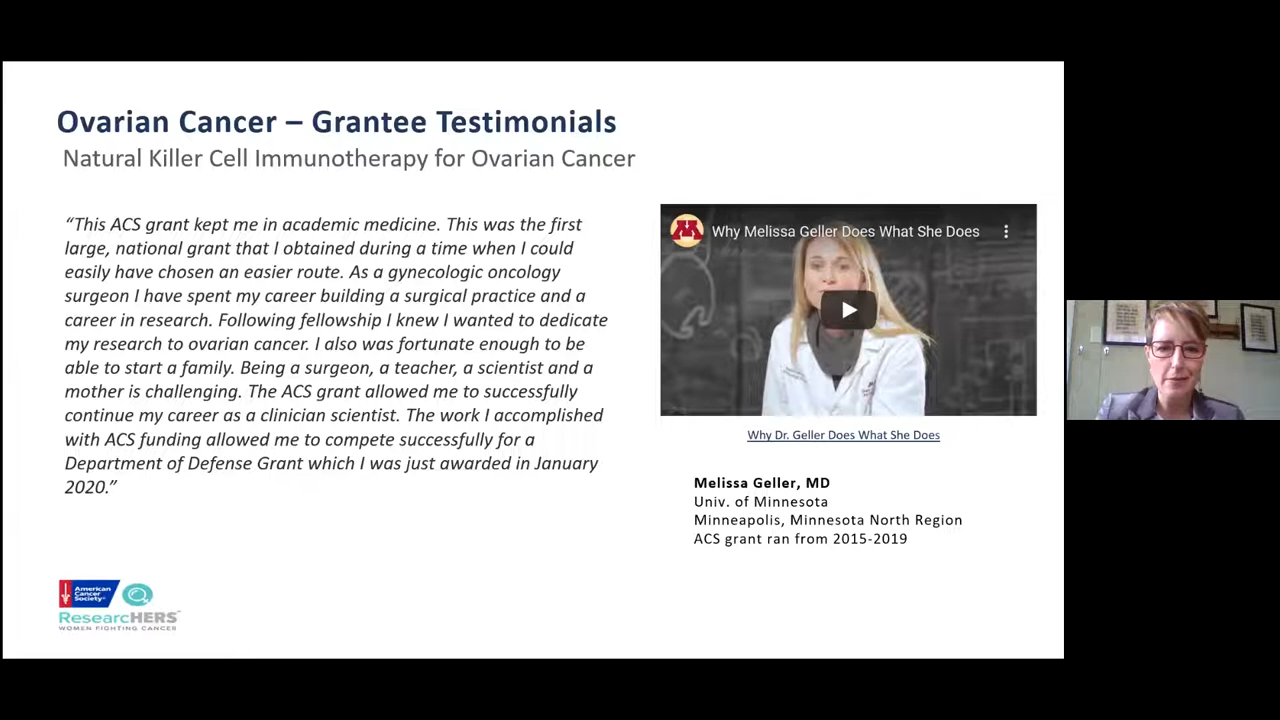 Ovarian Cancer – Grantee Testimonials
Natural Killer Cell Immunotherapy for Ovarian Cancer
“This ACS grant kept me in academic medicine. This was the first
large, national grant that I obtained during a time when I could
easily have chosen an easier route. As a gynecologic oncology
surgeon I have spent my career building a surgical practice and a
career in research. Following fellowship I knew I wanted to dedicate
my research to ovarian cancer. I also was fortunate enough to be
able to start a family. Being a surgeon, a teacher, a scientist and a
mother is challenging. The ACS grant allowed me to successfully
continue my career as a clinician scientist. The work I accomplished
with ACS funding allowed me to compete successfully for a
Department of Defense Grant which I was just awarded in January
2020.”
M
Why Melissa Geller Does What She Does
Why Dr. Geller Does What She Does
Melissa Geller, MD
Univ. of Minnesota
Minneapolis, Minnesota North Region
ACS grant ran from 2015-2019
American
Cancer
Society
ResearcHERS
WOMEN FIGHTING CANCER